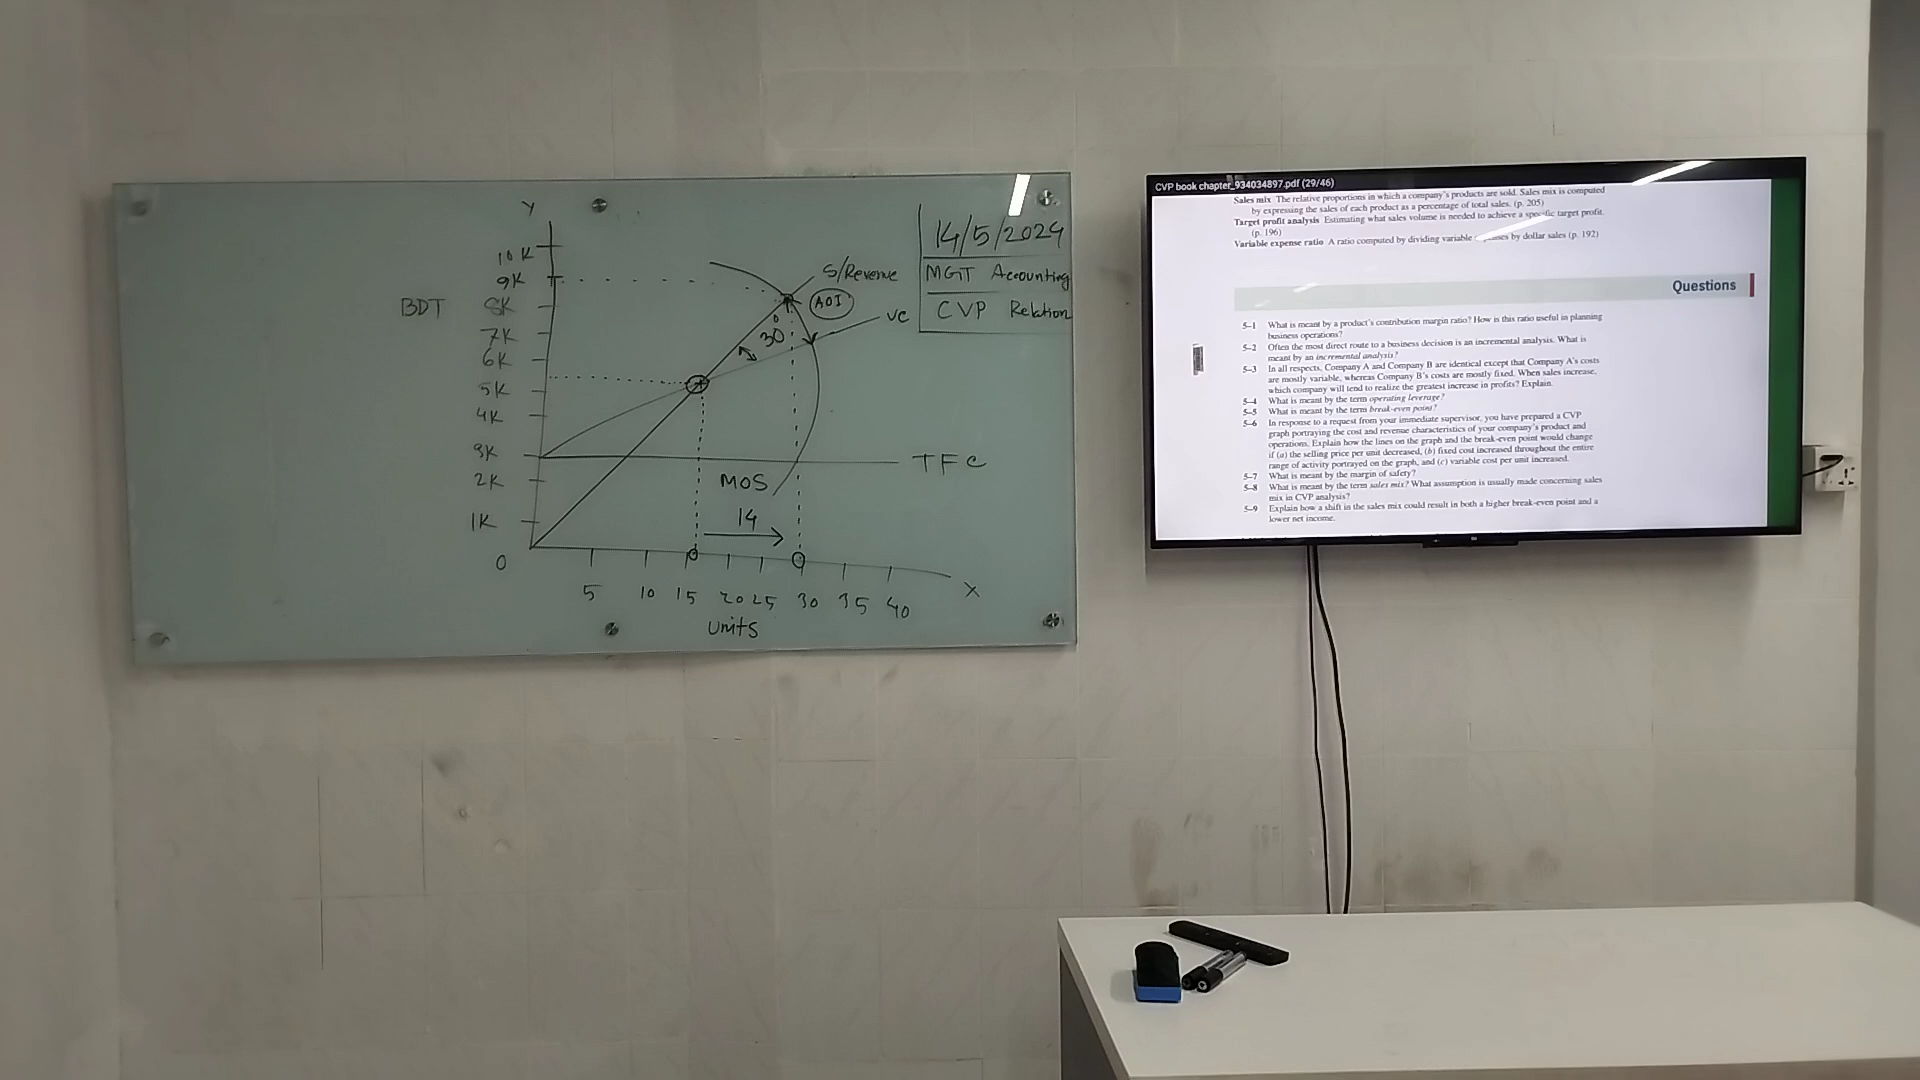 Y
10K
9K
BDT 8K
7K
6K
5K
4K
3K
2K
1K
0
S/Revenue
AOI
VC
30°
TFC
MOS
14
5 10 15 20 25 30 35 40
X
units
14/5/2024
MGT Accounting
CVP Relation
CVP book chapter_934034897.pdf (29/46)
Sales mix The relative proportions in which a company's products are sold. Sales mix is computed
by expressing the sales of each product as a percentage of total sales. (p. 205)
Target profit analysis Estimating what sales volume is needed to achieve a specific target profit.
(p. 196)
Variable expense ratio A ratio computed by dividing variable by dollar sales (p. 192)
Questions
5–1 What is meant by a product's contribution margin ratio? How is this ratio useful in planning
business operations?
5–2 Often the most direct route to a business decision is an incremental analysis. What is
meant by an incremental analysis?
5–3 In all respects, Company A and Company B are identical except that Company A's costs
are mostly variable, whereas Company B's costs are mostly fixed. When sales increase,
which company will tend to realize the greatest increase in profits? Explain.
5–4 What is meant by the term operating leverage?
5–5 What is meant by the term break-even point?
5–6 In response to a request from your immediate supervisor, you have prepared a CVP
graph portraying the cost and revenue characteristics of your company's product and
operations. Explain how the lines on the graph and the break-even point would change
if (a) the selling price per unit decreased, (b) fixed cost increased throughout the entire
range of activity portrayed on the graph, and (c) variable cost per unit increased.
5–7 What is meant by the margin of safety?
5–8 What is meant by the term sales mix? What assumption is usually made concerning sales
mix in CVP analysis?
5–9 Explain how a shift in the sales mix could result in both a higher break-even point and a
lower net income.